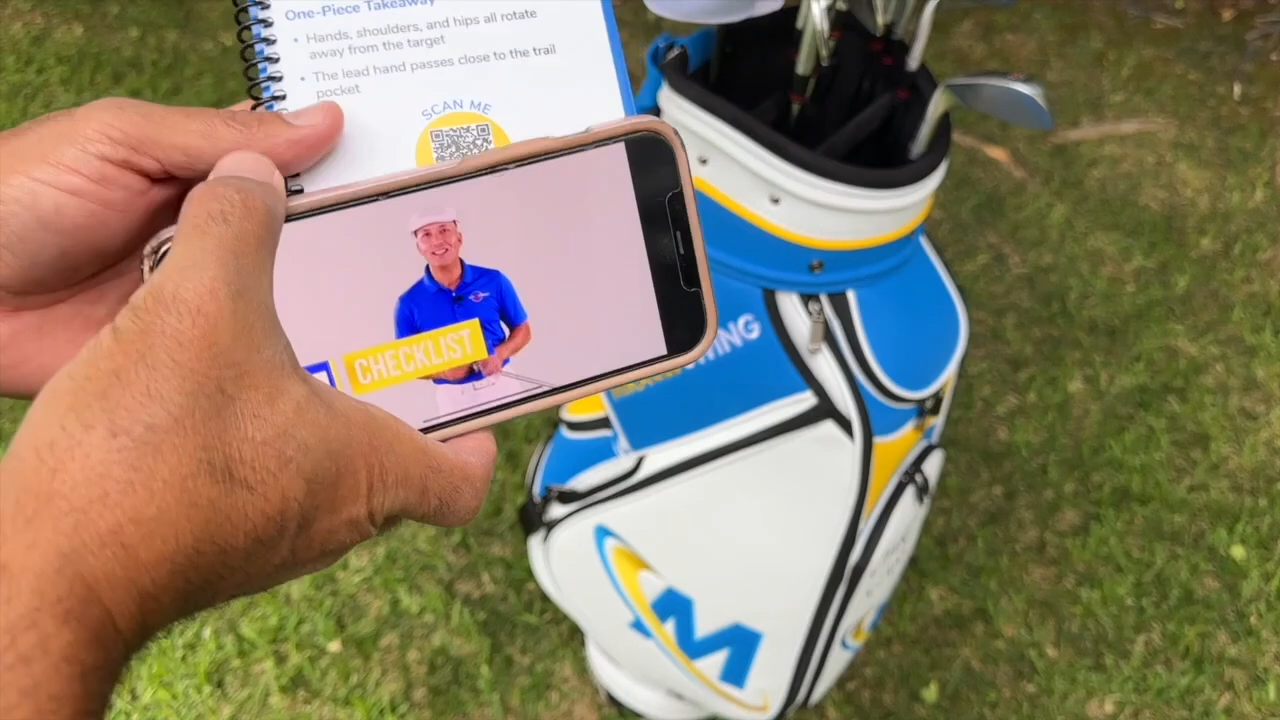 One-Piece Takeaway
• Hands, shoulders, and hips all rotate
away from the target
• The lead hand passes close to the trail
pocket
SCAN ME
CHECKLIST
M